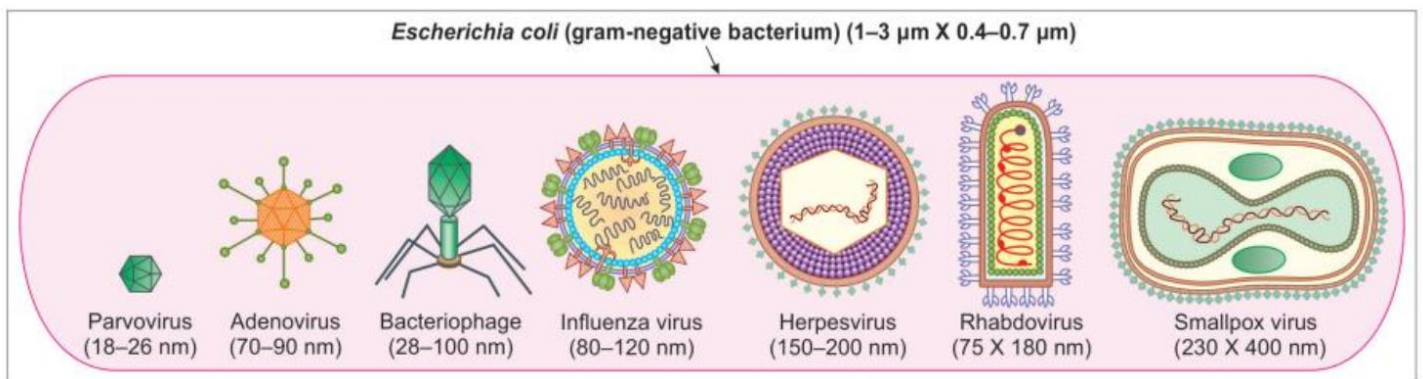 Escherichia coli (gram-negative bacterium) (1–3 µm X 0.4–0.7 µm)
Parvovirus
(18–26 nm)
Adenovirus
(70–90 nm)
Bacteriophage
(28–100 nm)
Influenza virus
(80–120 nm)
Herpesvirus
(150–200 nm)
Rhabdovirus
(75 X 180 nm)
Smallpox virus
(230 X 400 nm)